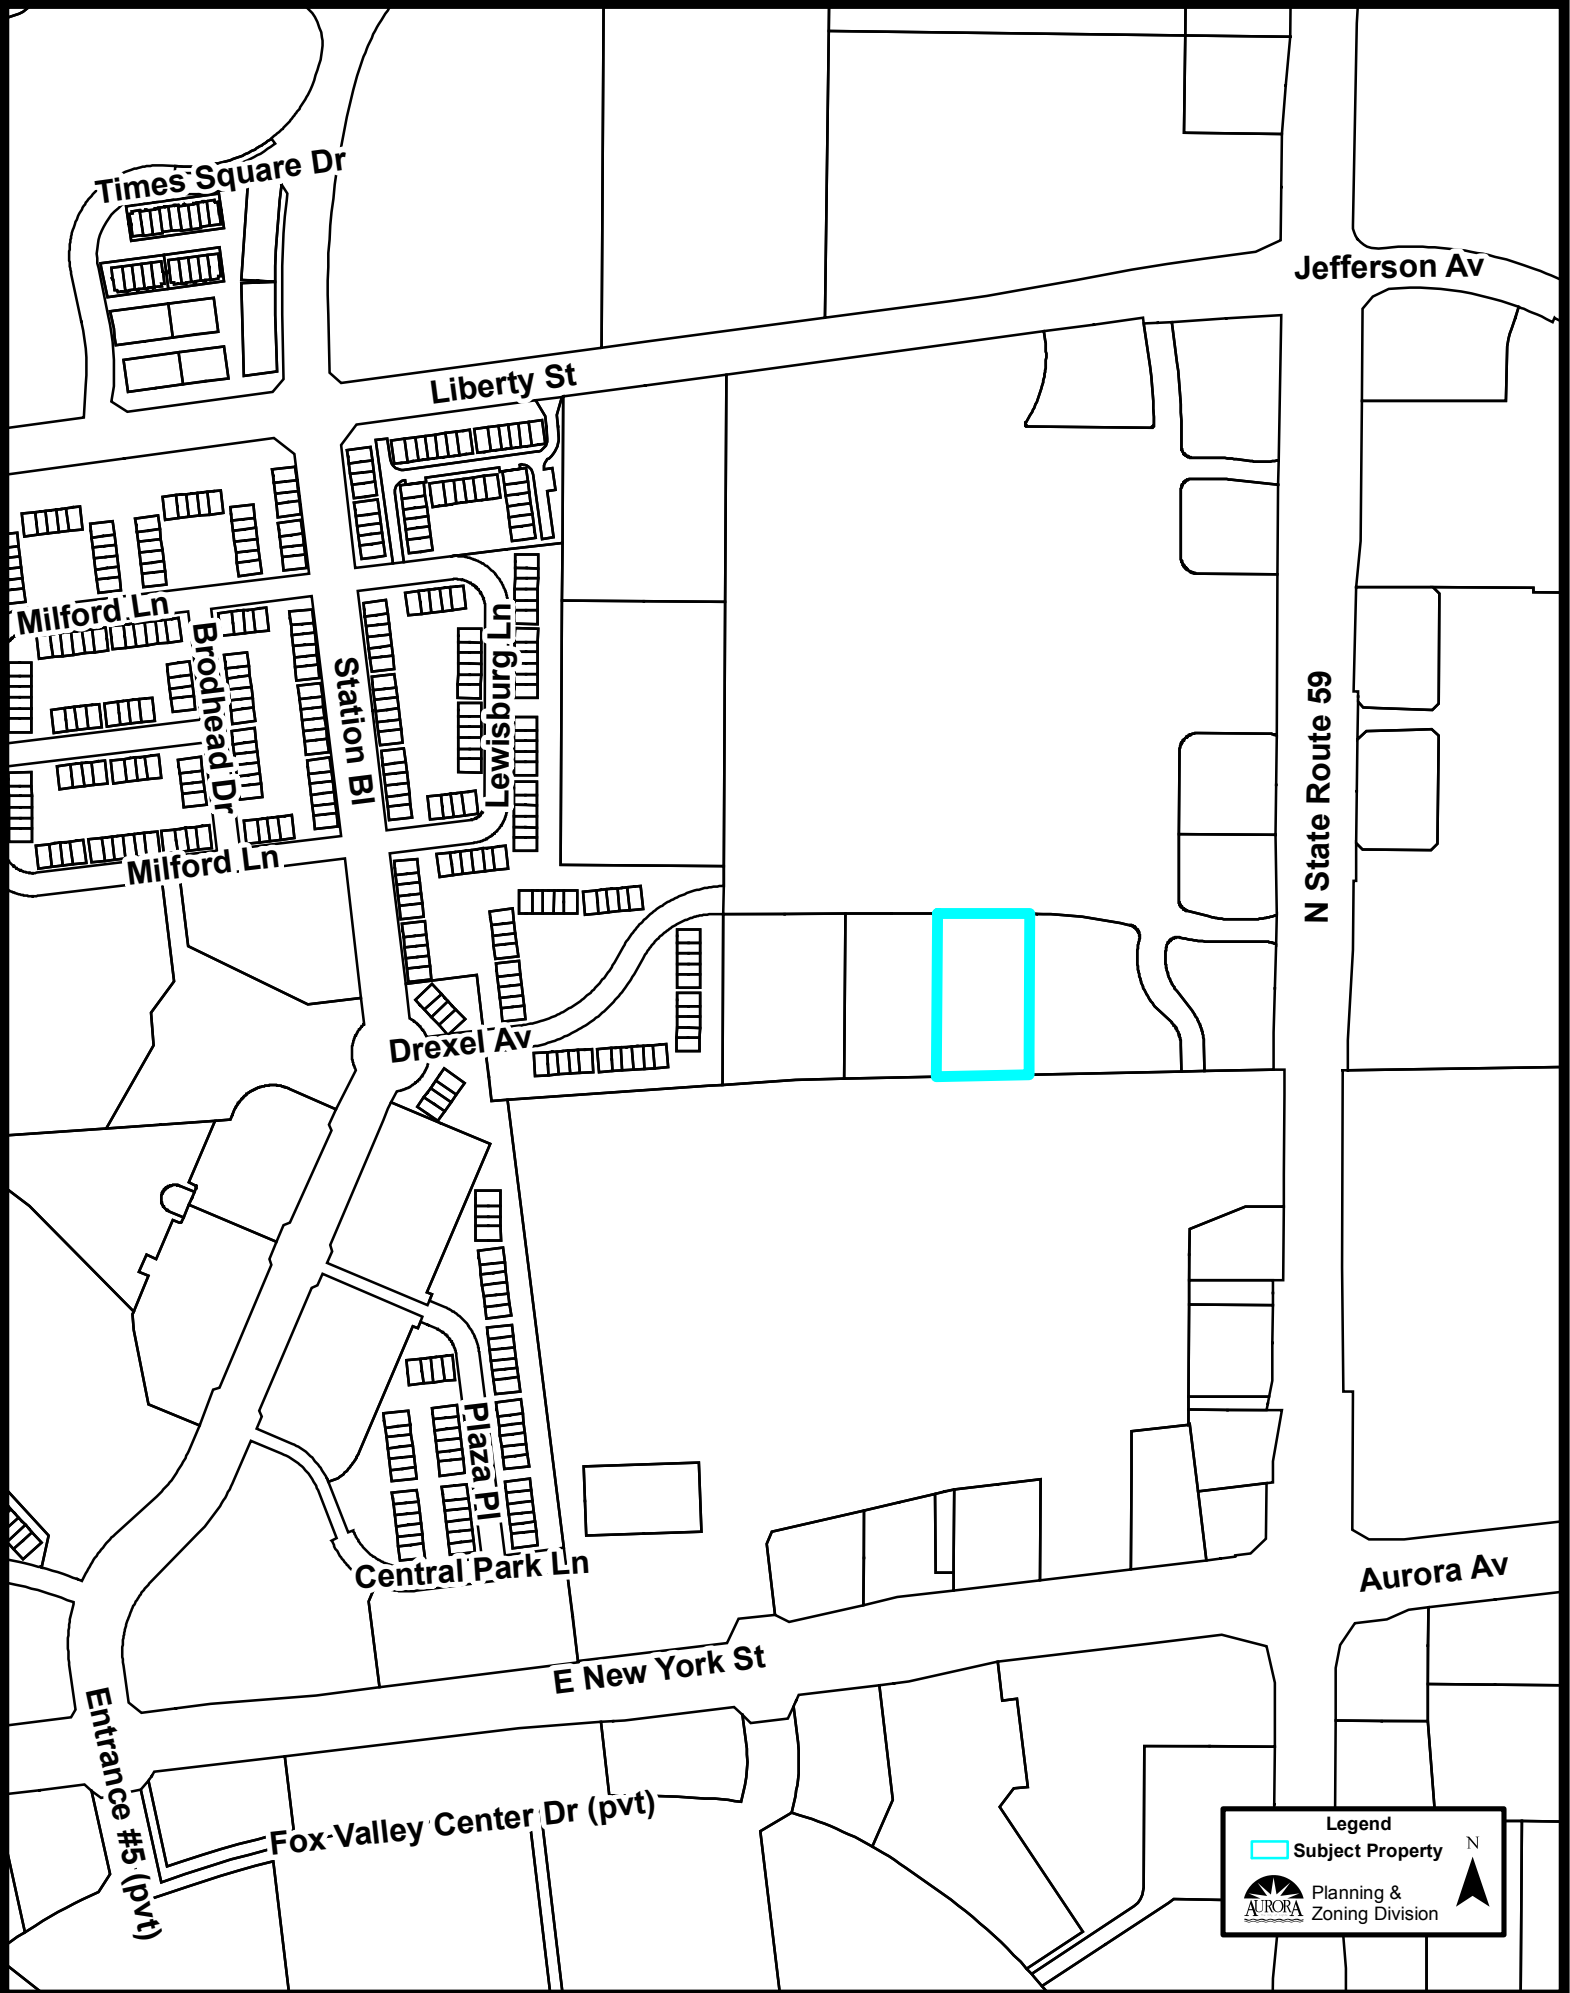 Times Square Dr
Jefferson Av
Liberty St
Milford Ln
Brodhead Dr
Station Bl
Lewisburg Ln
N State Route 59
Milford Ln
Drexel Av
Plaza Pl
Central Park Ln
Aurora Av
E New York St
Entrance #5 (pvt)
Fox Valley Center Dr (pvt)
Legend
Subject Property
N
AURORA
Planning &
Zoning Division